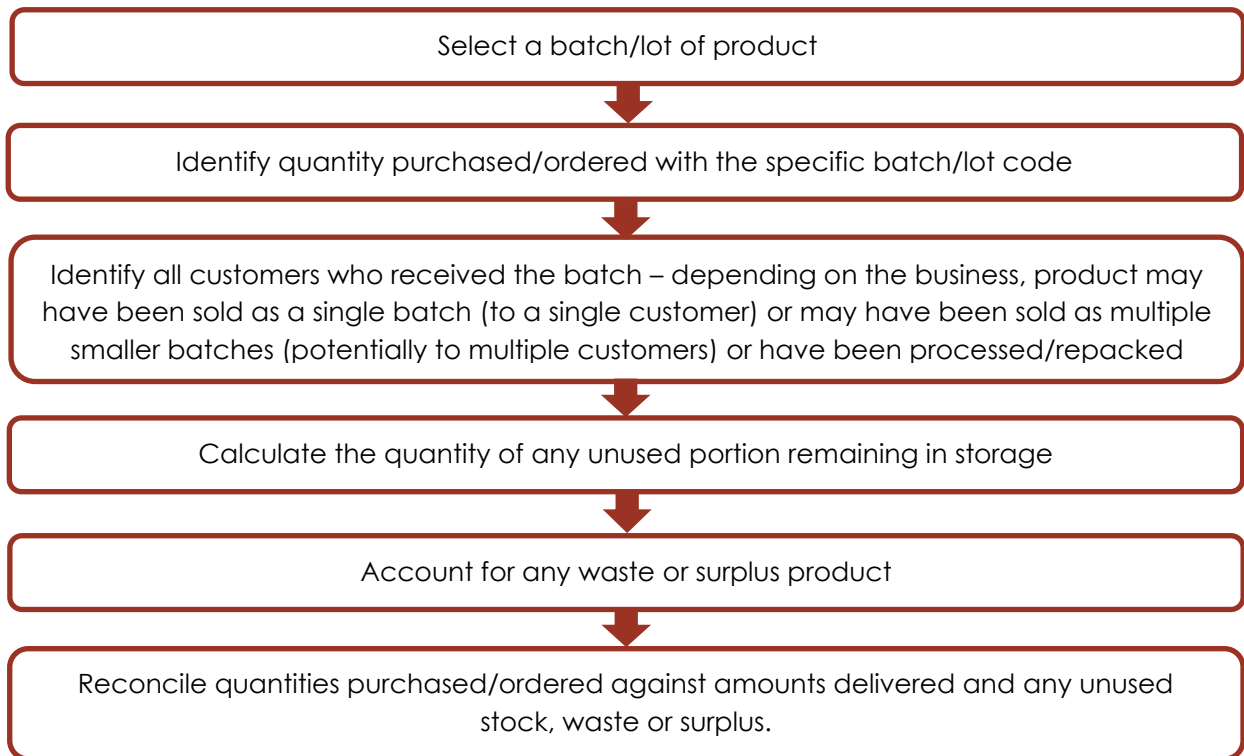 Select a batch/lot of product
Identify quantity purchased/ordered with the specific batch/lot code
Identify all customers who received the batch – depending on the business, product may
have been sold as a single batch (to a single customer) or may have been sold as multiple
smaller batches (potentially to multiple customers) or have been processed/repacked
Calculate the quantity of any unused portion remaining in storage
Account for any waste or surplus product
Reconcile quantities purchased/ordered against amounts delivered and any unused
stock, waste or surplus.